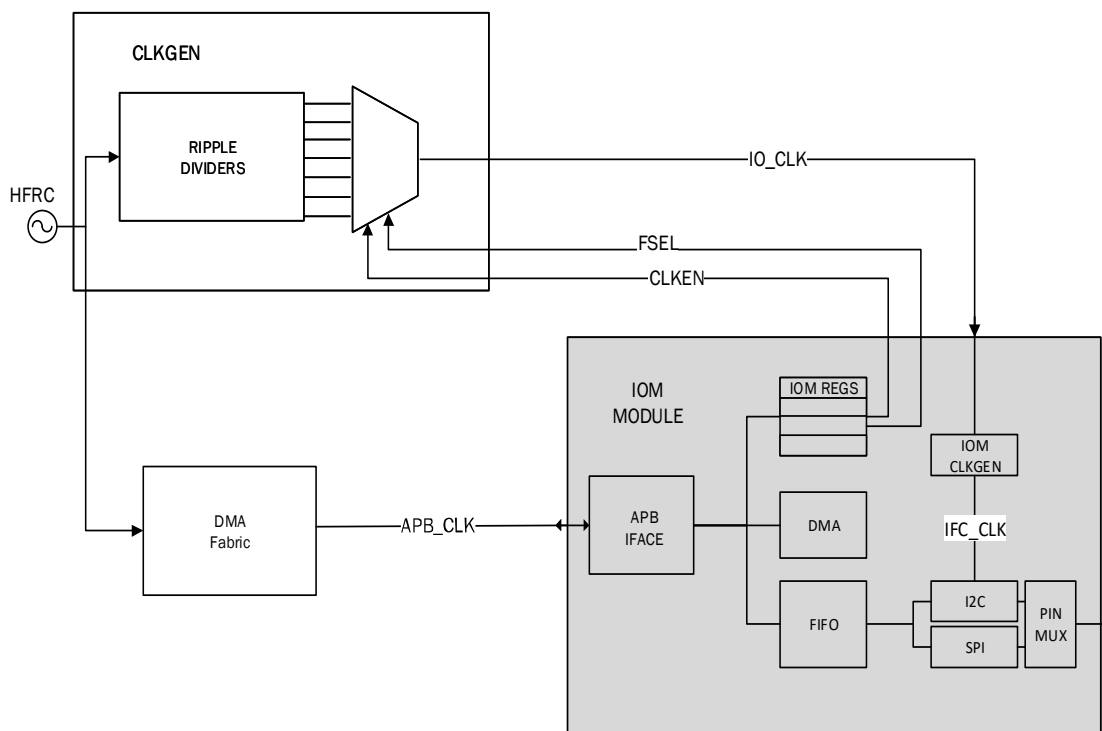 CLKGEN
RIPPLE
DIVIDERS
HFRC
IO_CLK
FSEL
CLKEN
IOM
MODULE
IOM REGS
IOM
CLKGEN
DMA
Fabric
APB_CLK
APB
IFACE
DMA
IFC_CLK
FIFO
I2C
SPI
PIN
MUX